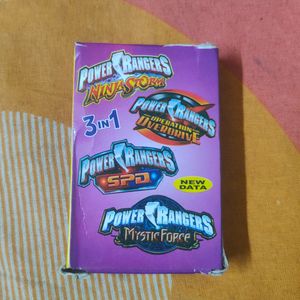 POWER RANGERS
NINJA STORM
3 IN 1
POWER RANGERS
OPERATION
OVERDRIVE
POWER RANGERS
SPD
NEW
DATA
POWER RANGERS
MYSTIC FORCE